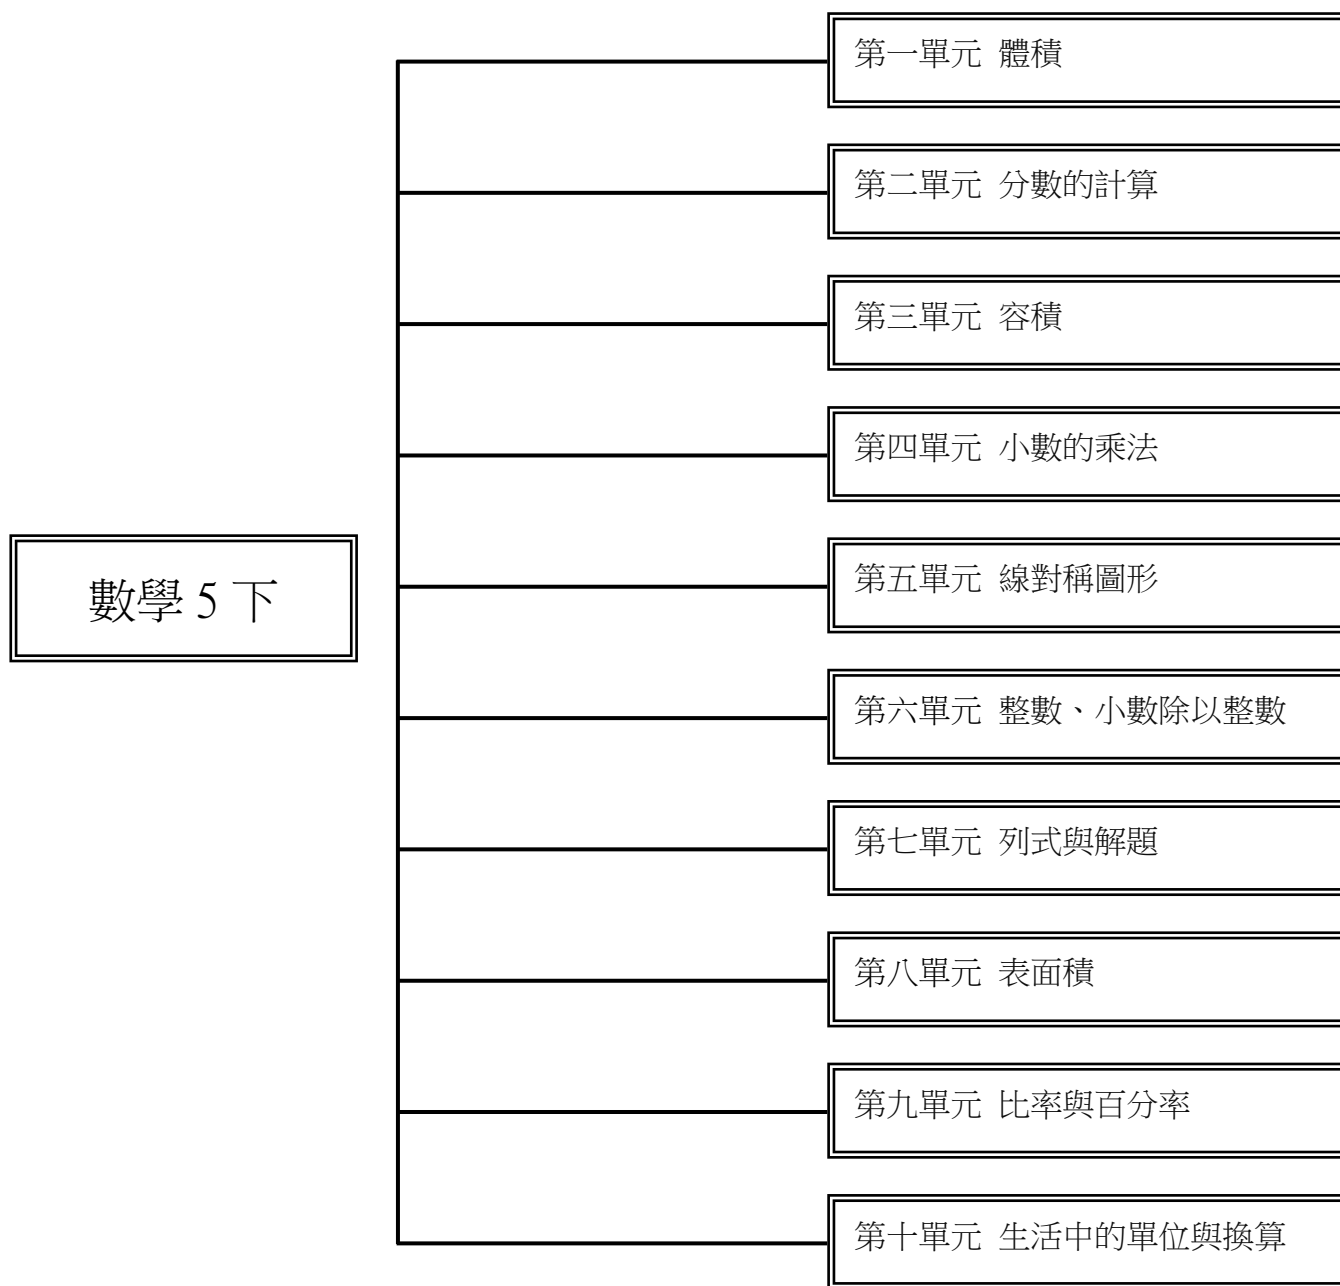 第一單元 體積
第二單元 分數的計算
第三單元 容積
第四單元 小數的乘法
第五單元 線對稱圖形
數學 5 下
第六單元 整數、小數除以整數
第七單元 列式與解題
第八單元 表面積
第九單元 比率與百分率
第十單元 生活中的單位與換算